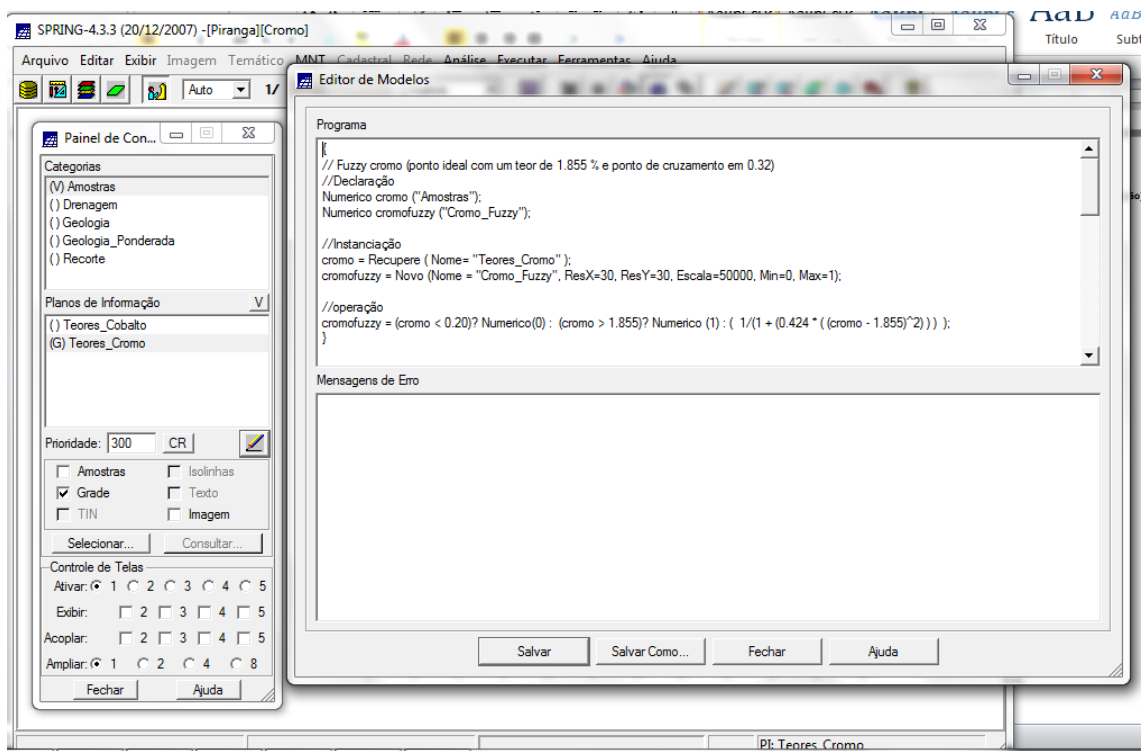 SPRING-4.3.3 (20/12/2007) -[Piranga][Cromo]
Título
Arquivo Editar Exibir Imagem Temático MNT Cadastral Rede Análise Executar Ferramentas Ajuda
Auto
1/
Painel de Con...
Categorias
(V) Amostras
( ) Drenagem
( ) Geologia
( ) Geologia_Ponderada
( ) Recorte
Planos de Informação
V
( ) Teores_Cobalto
(G) Teores_Cromo
Prioridade: 300
CR
Amostras
Isolinhas
Grade
Texto
TIN
Imagem
Selecionar...
Consultar...
Controle de Telas
Ativar: 1 2 3 4 5
Exibir: 2 3 4 5
Acoplar: 2 3 4 5
Ampliar: 1 2 4 8
Fechar
Ajuda
Editor de Modelos
Programa
{
// Fuzzy cromo (ponto ideal com um teor de 1.855 % e ponto de cruzamento em 0.32)
//Declaração
Numerico cromo ("Amostras");
Numerico cromofuzzy ("Cromo_Fuzzy");
//Instanciação
cromo = Recupere ( Nome= "Teores_Cromo" );
cromofuzzy = Novo (Nome = "Cromo_Fuzzy", ResX=30, ResY=30, Escala=50000, Min=0, Max=1);
//operação
cromofuzzy = (cromo < 0.20)? Numerico(0) : (cromo > 1.855)? Numerico (1) : ( 1/(1 + (0.424 * ( (cromo - 1.855)^2) ) ) );
}
Mensagens de Erro
Salvar
Salvar Como...
Fechar
Ajuda
PI: Teores_Cromo